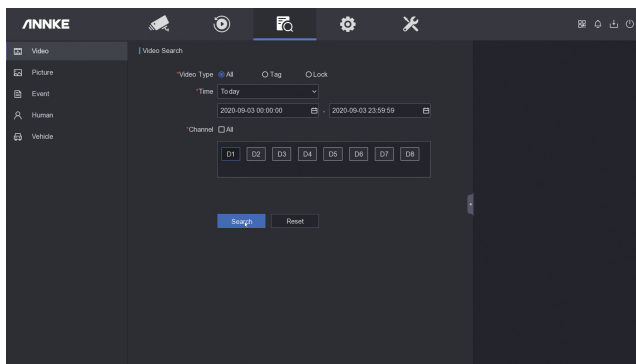 ANNKE
Video
Picture
Event
Human
Vehicle
Video Search
*Video Type All Tag Lock
*Time Today
2020-09-03 00:00:00 - 2020-09-03 23:59:59
*Channel All
D1 D2 D3 D4 D5 D6 D7 D8
Search Reset